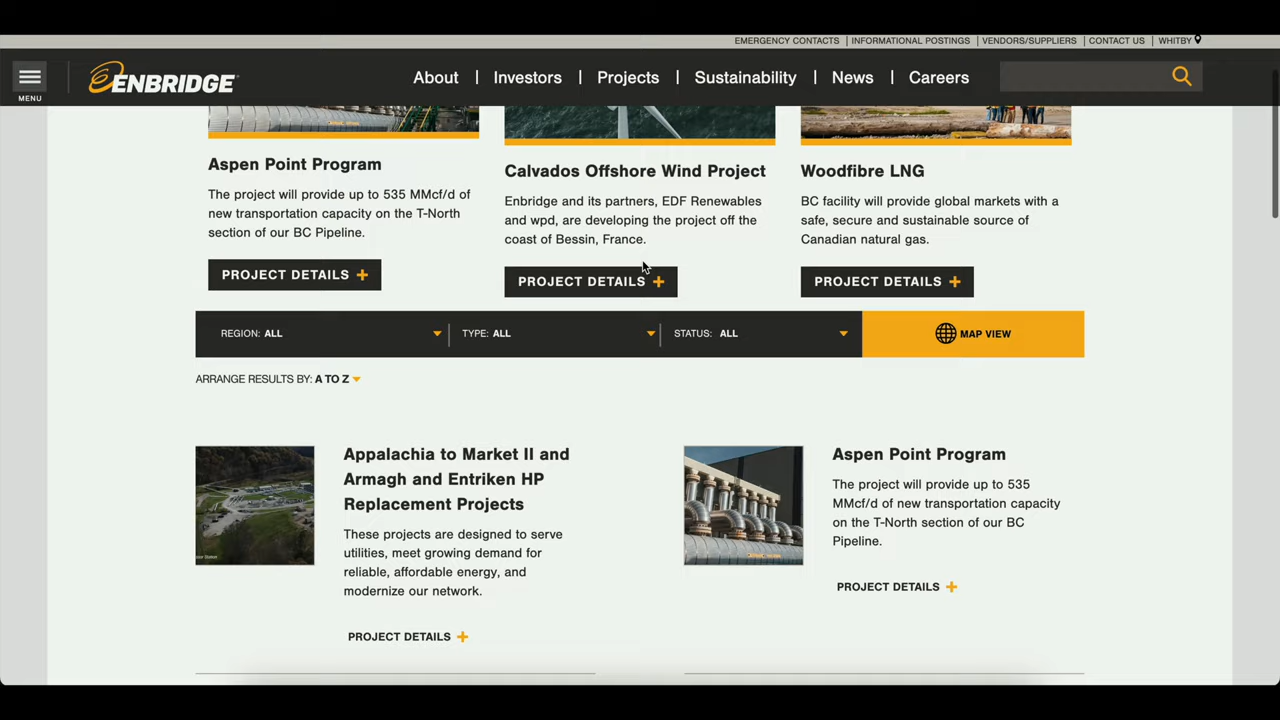 EMERGENCY CONTACTS | INFORMATIONAL POSTINGS | VENDORS/SUPPLIERS | CONTACT US | WHITBY
MENU
ENBRIDGE
About | Investors | Projects | Sustainability | News | Careers
Aspen Point Program
The project will provide up to 535 MMcf/d of
new transportation capacity on the T-North
section of our BC Pipeline.
PROJECT DETAILS +
Calvados Offshore Wind Project
Enbridge and its partners, EDF Renewables
and wpd, are developing the project off the
coast of Bessin, France.
PROJECT DETAILS +
Woodfibre LNG
BC facility will provide global markets with a
safe, secure and sustainable source of
Canadian natural gas.
PROJECT DETAILS +
REGION: ALL | TYPE: ALL | STATUS: ALL MAP VIEW
ARRANGE RESULTS BY: A TO Z
Appalachia to Market II and
Armagh and Entriken HP
Replacement Projects
These projects are designed to serve
utilities, meet growing demand for
reliable, affordable energy, and
modernize our network.
PROJECT DETAILS +
Aspen Point Program
The project will provide up to 535
MMcf/d of new transportation capacity
on the T-North section of our BC
Pipeline.
PROJECT DETAILS +